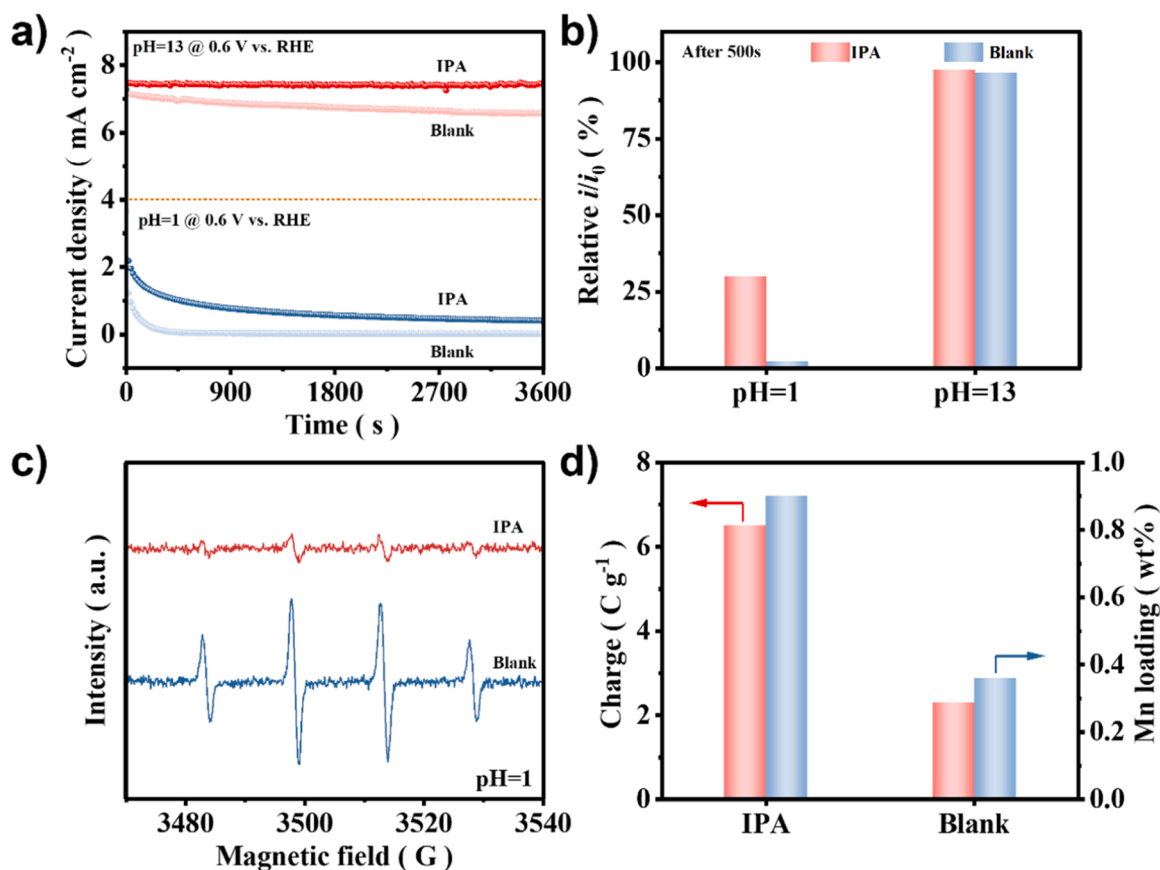 a)
pH=13 @ 0.6 V vs. RHE
IPA
Blank
pH=1 @ 0.6 V vs. RHE
IPA
Blank
8
6
4
2
0
Current density ( mA cm⁻²)
0 900 1800 2700 3600
Time ( s )
b)
After 500s IPA Blank
100
75
50
25
0
Relative i/i₀ ( % )
pH=1 pH=13
c)
IPA
Blank
pH=1
Intensity ( a.u. )
3480 3500 3520 3540
Magnetic field ( G )
d)
8
6
4
2
0
Charge ( C g⁻¹)
1.0
0.8
0.6
0.4
0.2
0.0
Mn loading ( wt% )
IPA Blank